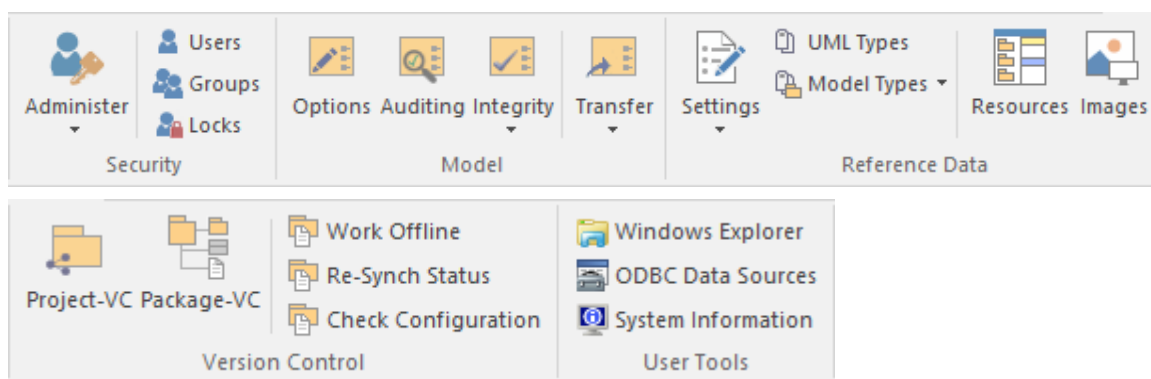 Administer
Users
Groups
Locks
Security
Options Auditing Integrity Transfer
Model
Settings
UML Types
Model Types
Resources Images
Reference Data
Project-VC Package-VC
Work Offline
Re-Synch Status
Check Configuration
Version Control
Windows Explorer
ODBC Data Sources
System Information
User Tools